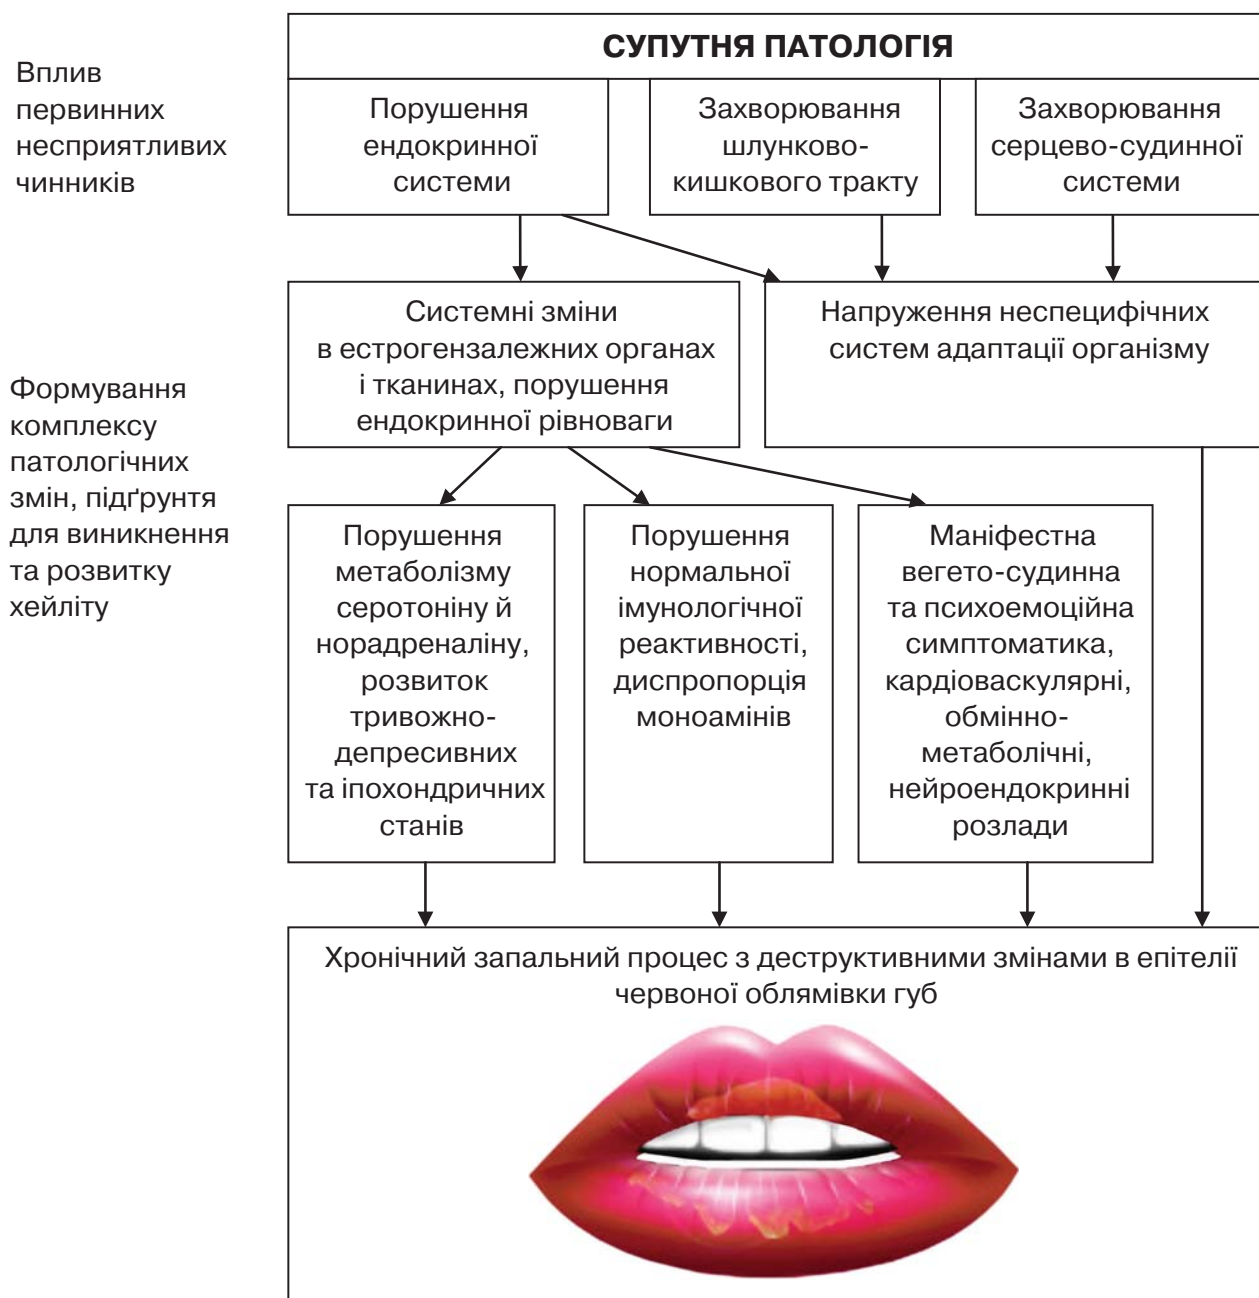 СУПУТНЯ ПАТОЛОГІЯ
Вплив
первинних
несприятливих
чинників
Порушення
ендокринної
системи
Захворювання
шлунково-
кишкового тракту
Захворювання
серцево-судинної
системи
Системні зміни
в естрогензалежних органах
і тканинах, порушення
ендокринної рівноваги
Напруження неспецифічних
систем адаптації організму
Формування
комплексу
патологічних
змін, підґрунтя
для виникнення
та розвитку
хейліту
Порушення
метаболізму
серотоніну й
норадреналіну,
розвиток
тривожно-
депресивних
та іпохондричних
станів
Порушення
нормальної
імунологічної
реактивності,
диспропорція
моноамінів
Маніфестна
вегето-судинна
та психоемоційна
симптоматика,
кардіоваскулярні,
обмінно-
метаболічні,
нейроендокринні
розлади
Хронічний запальний процес з деструктивними змінами в епітелії
червоної облямівки губ